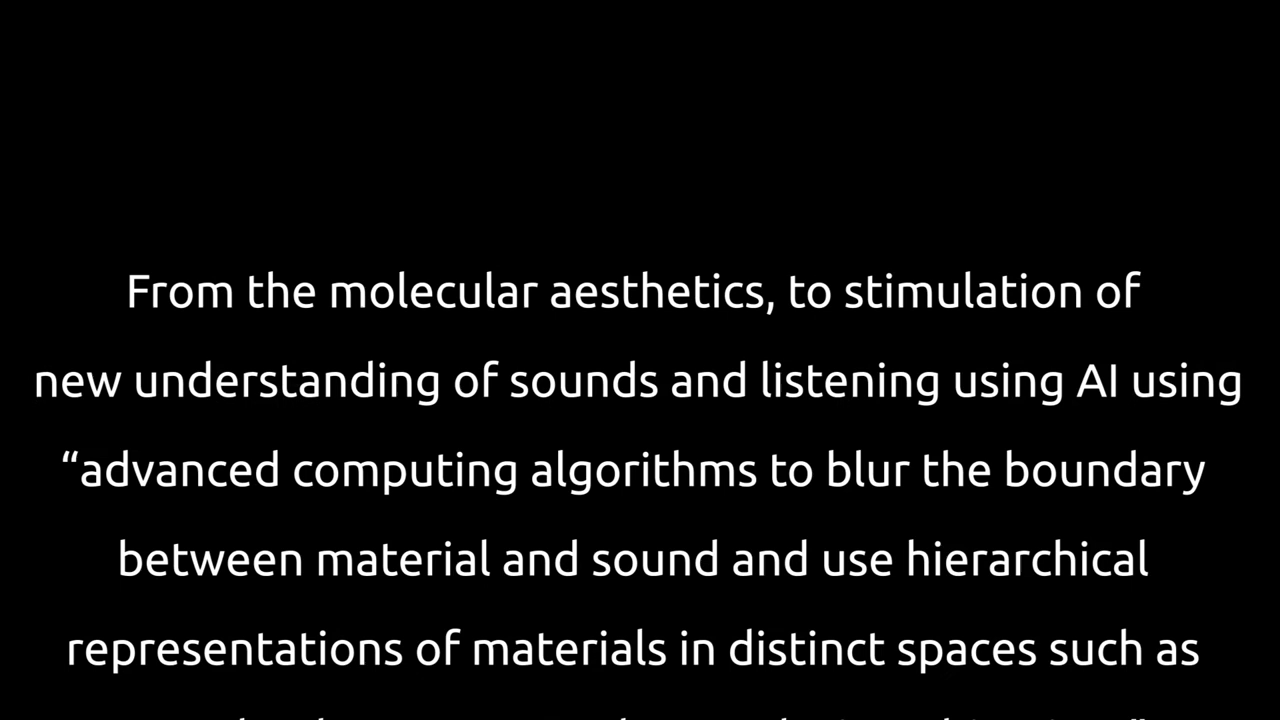 From the molecular aesthetics, to stimulation of
new understanding of sounds and listening using AI using
“advanced computing algorithms to blur the boundary
between material and sound and use hierarchical
representations of materials in distinct spaces such as